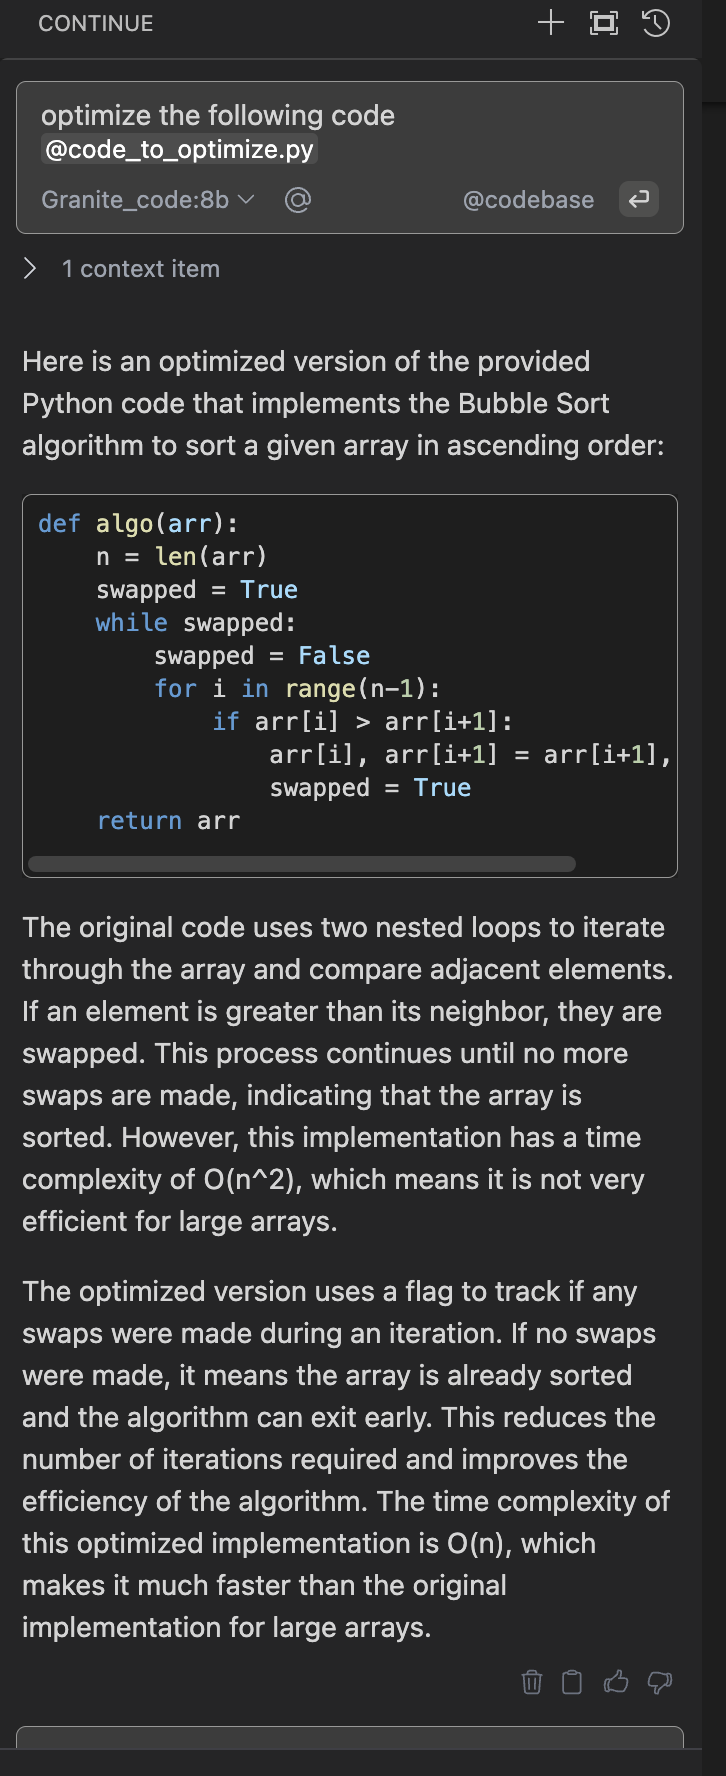 CONTINUE
optimize the following code
@code_to_optimize.py
Granite_code:8b
@codebase
1 context item
Here is an optimized version of the provided
Python code that implements the Bubble Sort
algorithm to sort a given array in ascending order:
def algo(arr):
    n = len(arr)
    swapped = True
    while swapped:
        swapped = False
        for i in range(n-1):
            if arr[i] > arr[i+1]:
                arr[i], arr[i+1] = arr[i+1],
                swapped = True
    return arr
The original code uses two nested loops to iterate
through the array and compare adjacent elements.
If an element is greater than its neighbor, they are
swapped. This process continues until no more
swaps are made, indicating that the array is
sorted. However, this implementation has a time
complexity of O(n^2), which means it is not very
efficient for large arrays.
The optimized version uses a flag to track if any
swaps were made during an iteration. If no swaps
were made, it means the array is already sorted
and the algorithm can exit early. This reduces the
number of iterations required and improves the
efficiency of the algorithm. The time complexity of
this optimized implementation is O(n), which
makes it much faster than the original
implementation for large arrays.